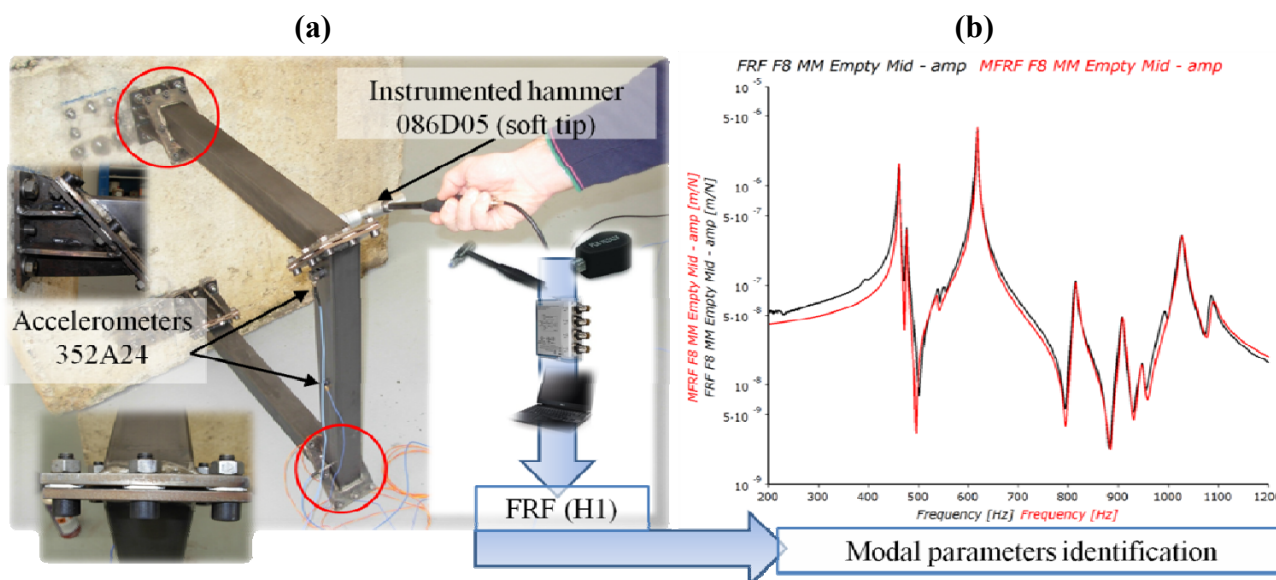 (a)
(b)
Instrumented hammer
086D05 (soft tip)
Accelerometers
352A24
FRF (H1)
FRF F8 MM Empty Mid - amp MFRF F8 MM Empty Mid - amp
MFRF F8 MM Empty Mid - amp [m/N]
FRF F8 MM Empty Mid - amp [m/N]
10 -5
5·10 -6
10 -6
5·10 -7
10 -7
5·10 -8
10 -8
5·10 -9
10 -9
200 300 400 500 600 700 800 900 1000 1100 1200
Frequency [Hz] Frequency [Hz]
Modal parameters identification